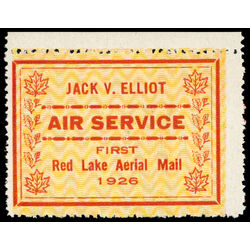 JACK V. ELLIOT
AIR SERVICE
FIRST
Red Lake Aerial Mail
1926